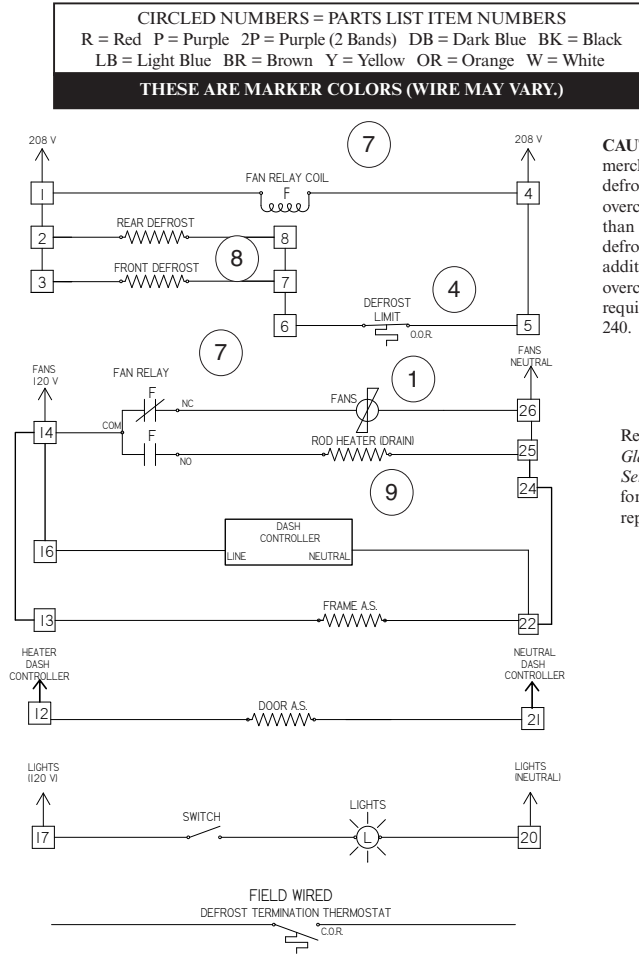 CIRCLED NUMBERS = PARTS LIST ITEM NUMBERS
R = Red P = Purple 2P = Purple (2 Bands) DB = Dark Blue BK = Black
LB = Light Blue BR = Brown Y = Yellow OR = Orange W = White
THESE ARE MARKER COLORS (WIRE MAY VARY.)
208 V
7
208 V
FAN RELAY COIL
1
F
4
REAR DEFROST
2
8
FRONT DEFROST
8
3
7
4
DEFROST
LIMIT
6
O.O.R.
5
7
FANS
120 V
FAN RELAY
1
FANS
NEUTRAL
F
NC
FANS
26
14
COM
F
NO
ROD HEATER (DRAIN)
25
24
9
DASH
CONTROLLER
16
LINE
NEUTRAL
FRAME A.S.
13
22
HEATER
DASH
CONTROLLER
NEUTRAL
DASH
CONTROLLER
DOOR A.S.
12
21
LIGHTS
(120 V)
LIGHTS
(NEUTRAL)
SWITCH
LIGHTS
17
L
20
FIELD WIRED
DEFROST TERMINATION THERMOSTAT
C.O.R.
merch
defro
overc
than
defro
addit
overc
requi
240.
Re
Gla
Se
for
rep